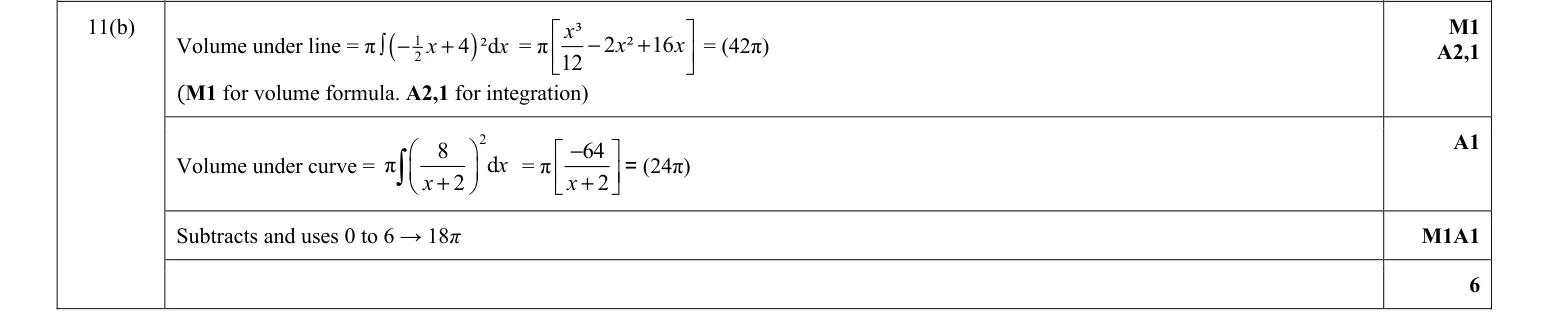 11(b)
Volume under line = π∫(−½x + 4)²dx = π[x³/12 − 2x² + 16x] = (42π)
M1
A2,1
(M1 for volume formula. A2,1 for integration)
Volume under curve = π∫(8/(x + 2))²dx = π[−64/(x + 2)] = (24π)
A1
Subtracts and uses 0 to 6 → 18π
M1A1
6